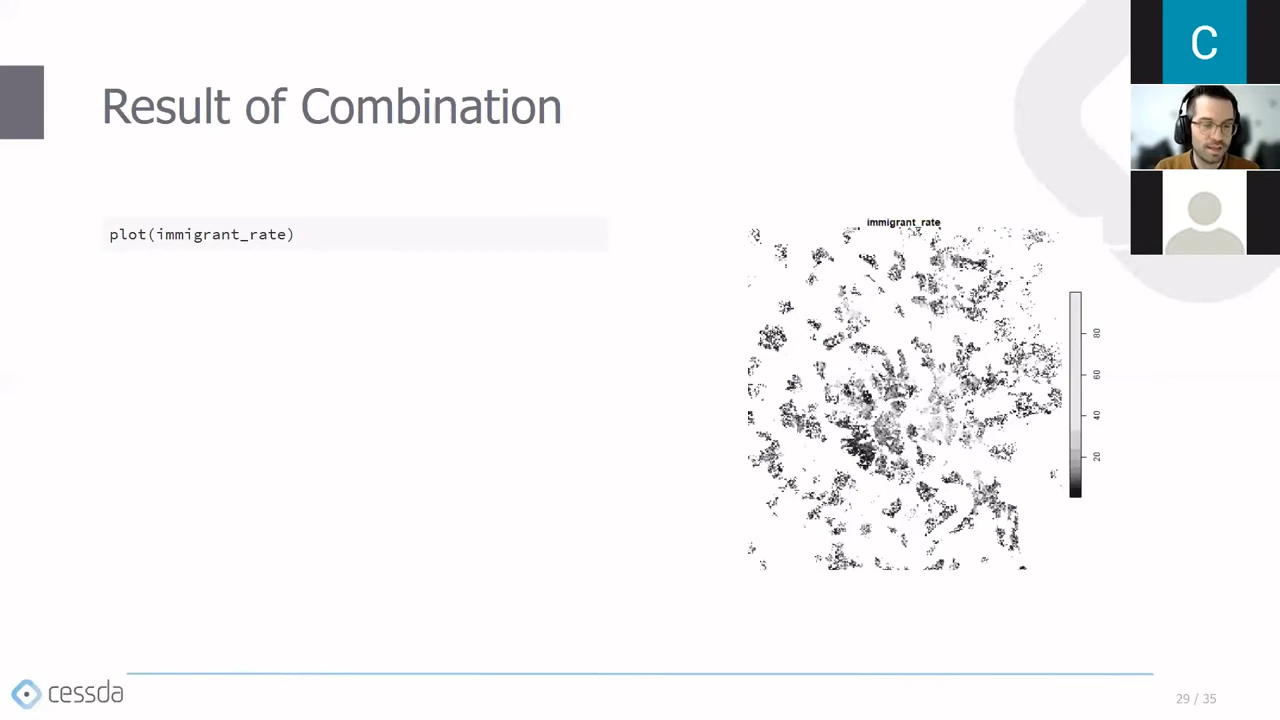 C
Result of Combination
plot(immigrant_rate)
immigrant_rate
80
60
40
20
cessda
29 / 35